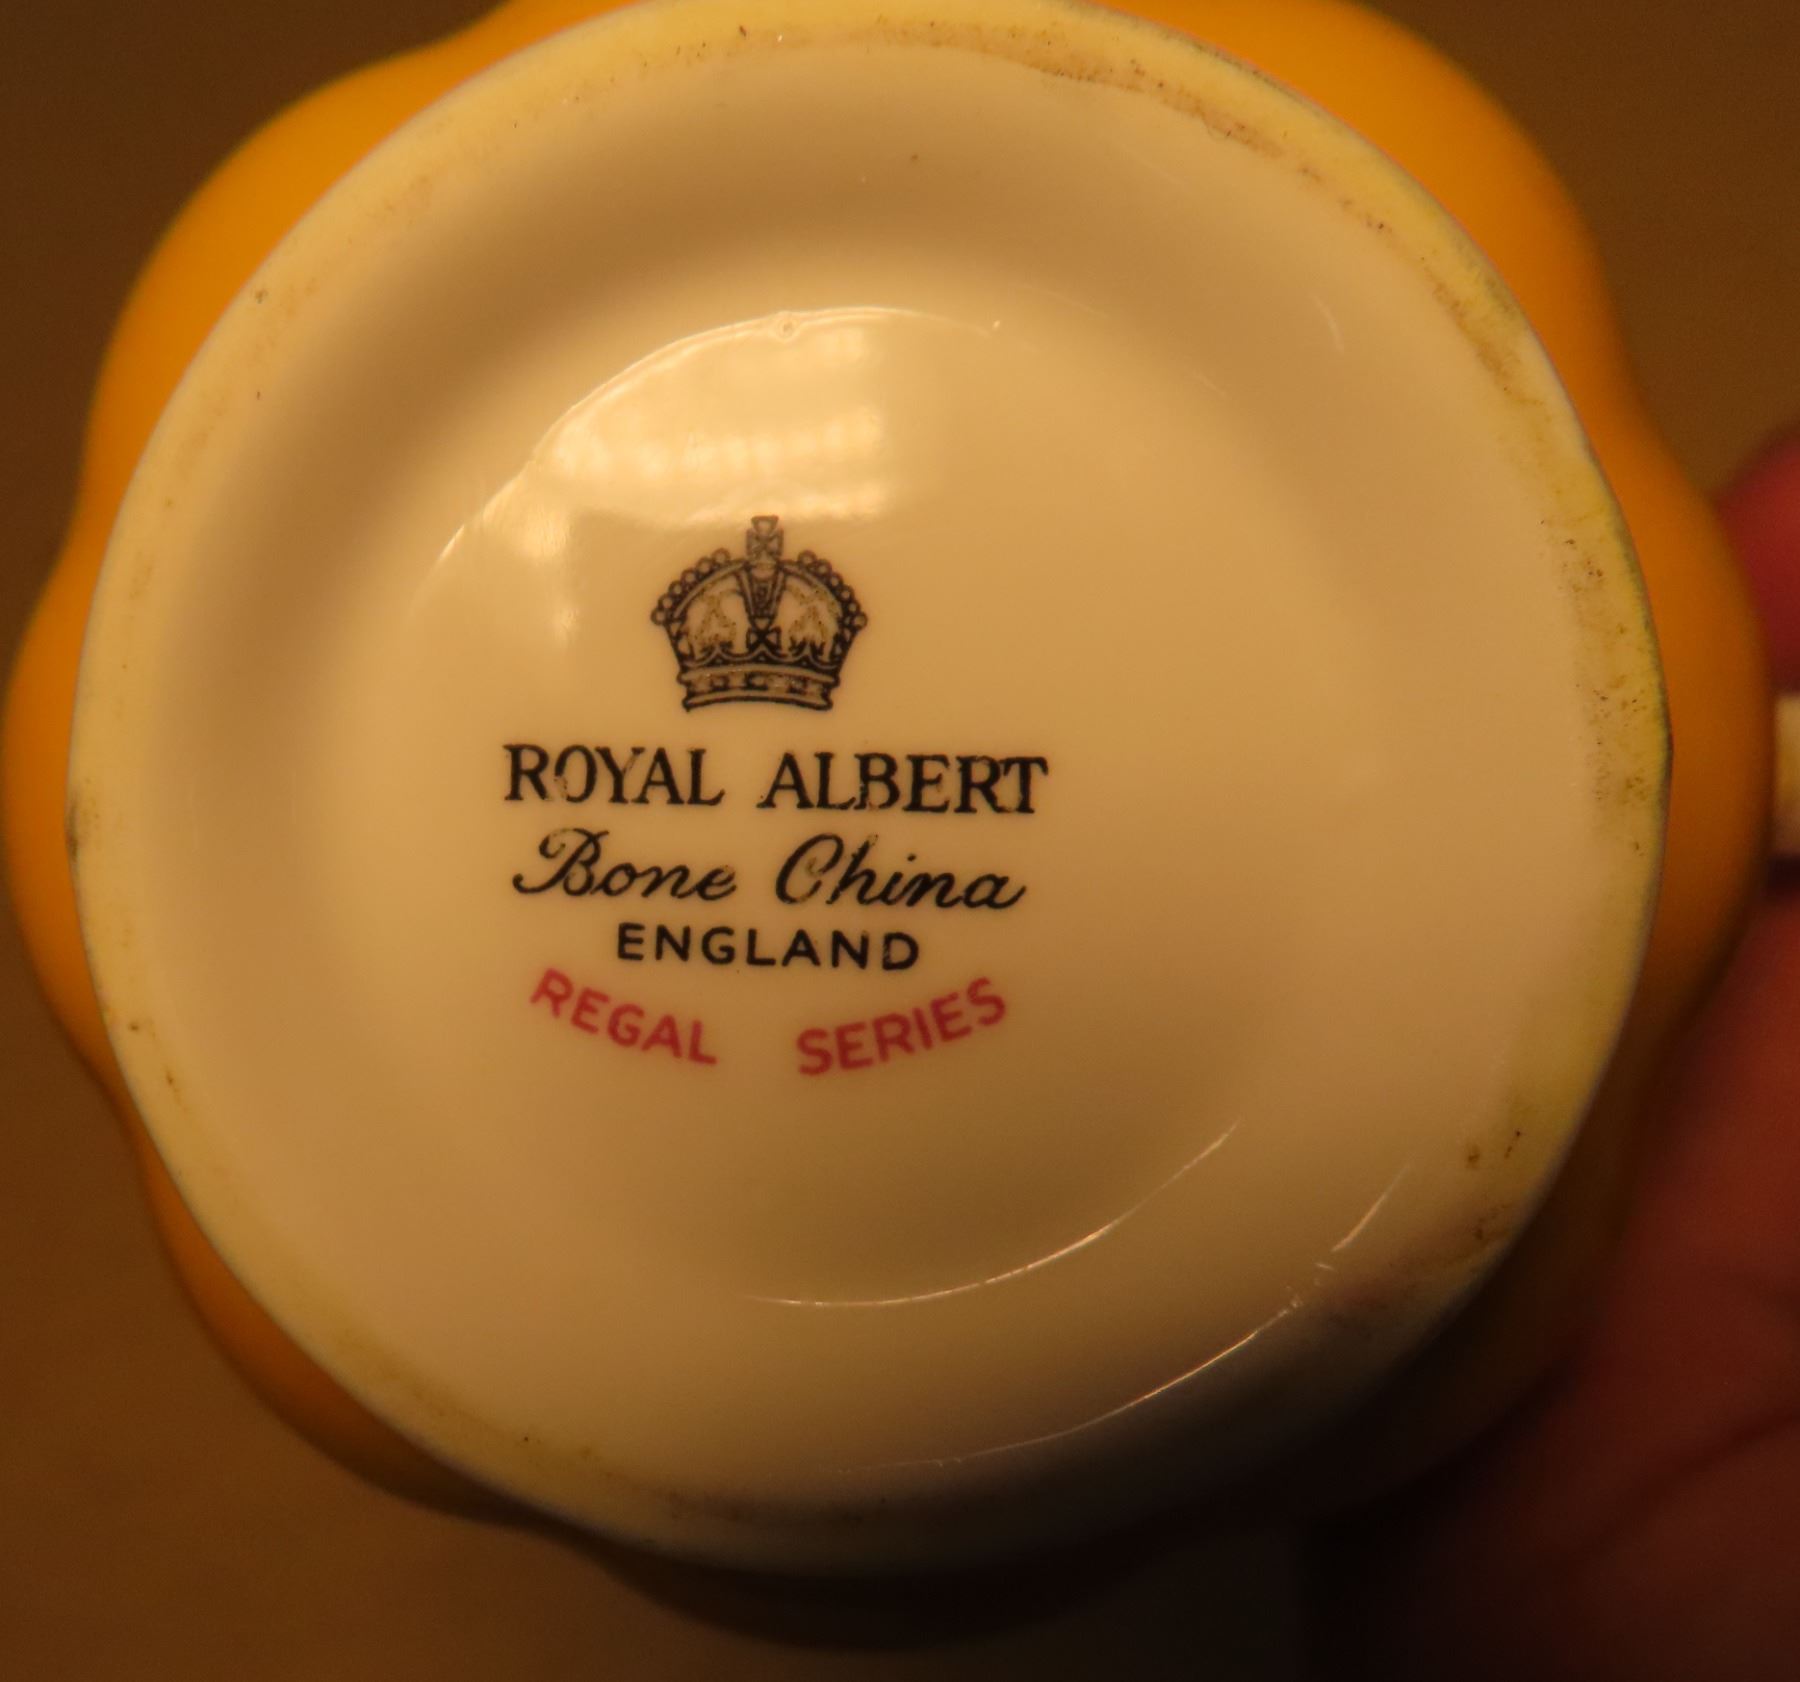 ROYAL ALBERT
Bone China
ENGLAND
REGAL SERIES